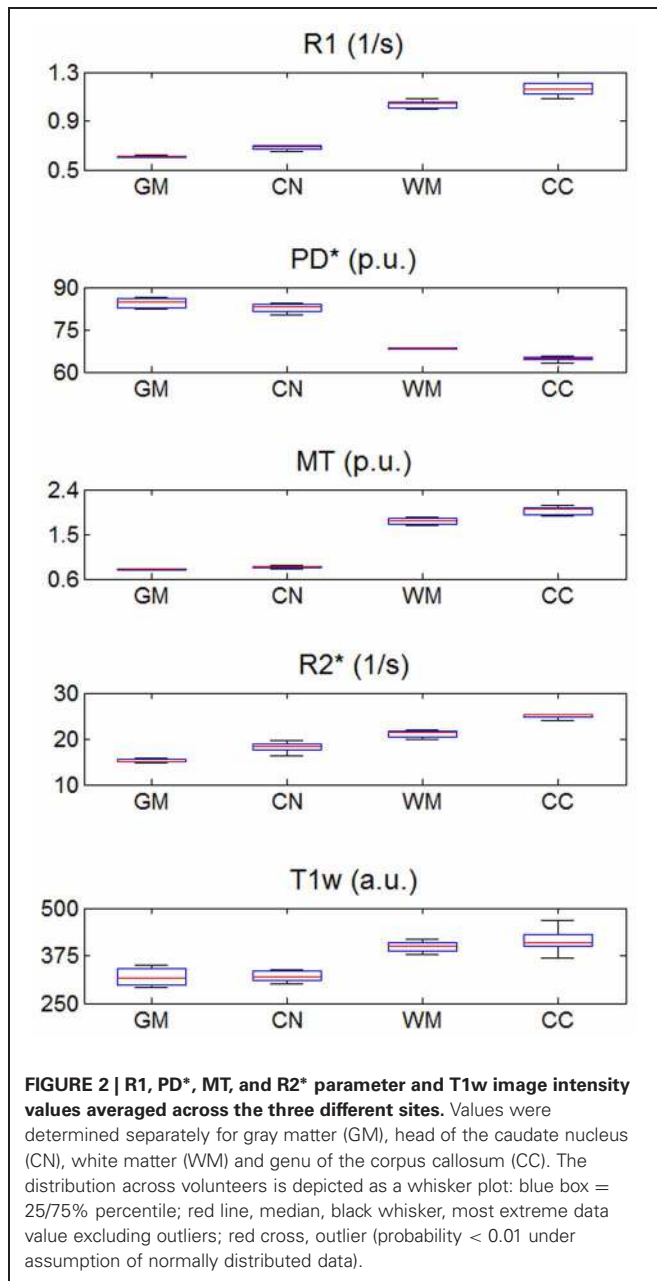 R1 (1/s)
1.3
0.9
0.5
GM CN WM CC
PD* (p.u.)
90
75
60
GM CN WM CC
MT (p.u.)
2.4
1.5
0.6
GM CN WM CC
R2* (1/s)
30
20
10
GM CN WM CC
T1w (a.u.)
500
375
250
GM CN WM CC
FIGURE 2 | R1, PD*, MT, and R2* parameter and T1w image intensity
values averaged across the three different sites. Values were
determined separately for gray matter (GM), head of the caudate nucleus
(CN), white matter (WM) and genu of the corpus callosum (CC). The
distribution across volunteers is depicted as a whisker plot: blue box =
25/75% percentile; red line, median, black whisker, most extreme data
value excluding outliers; red cross, outlier (probability < 0.01 under
assumption of normally distributed data).